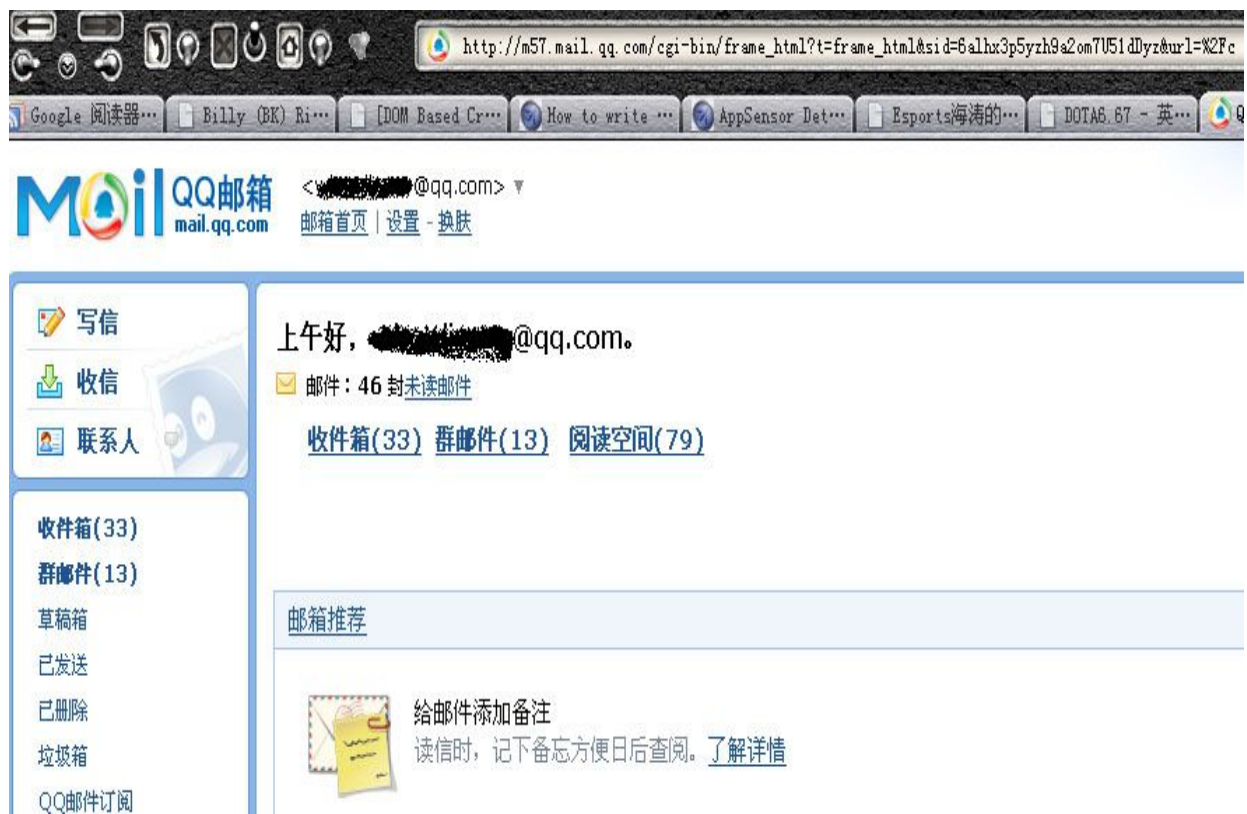 http://m57.mail.qq.com/cgi-bin/frame_html?t=frame_html&sid=6alhx3p5yzh9a2om7U51dDyz&url=%2Fc
Google 阅读器… Billy (BK) Ri… [DOM Based Cr… How to write … AppSensor Det… Esports海涛的… DOTA6.67 - 英… Q
Mail QQ邮箱 mail.qq.com
< @qq.com>
邮箱首页 | 设置 - 换肤
写信
收信
联系人
上午好, @qq.com。
邮件：46 封未读邮件
收件箱(33) 群邮件(13) 阅读空间(79)
收件箱(33)
群邮件(13)
草稿箱
已发送
已删除
垃圾箱
QQ邮件订阅
邮箱推荐
给邮件添加备注
读信时，记下备忘方便日后查阅。了解详情